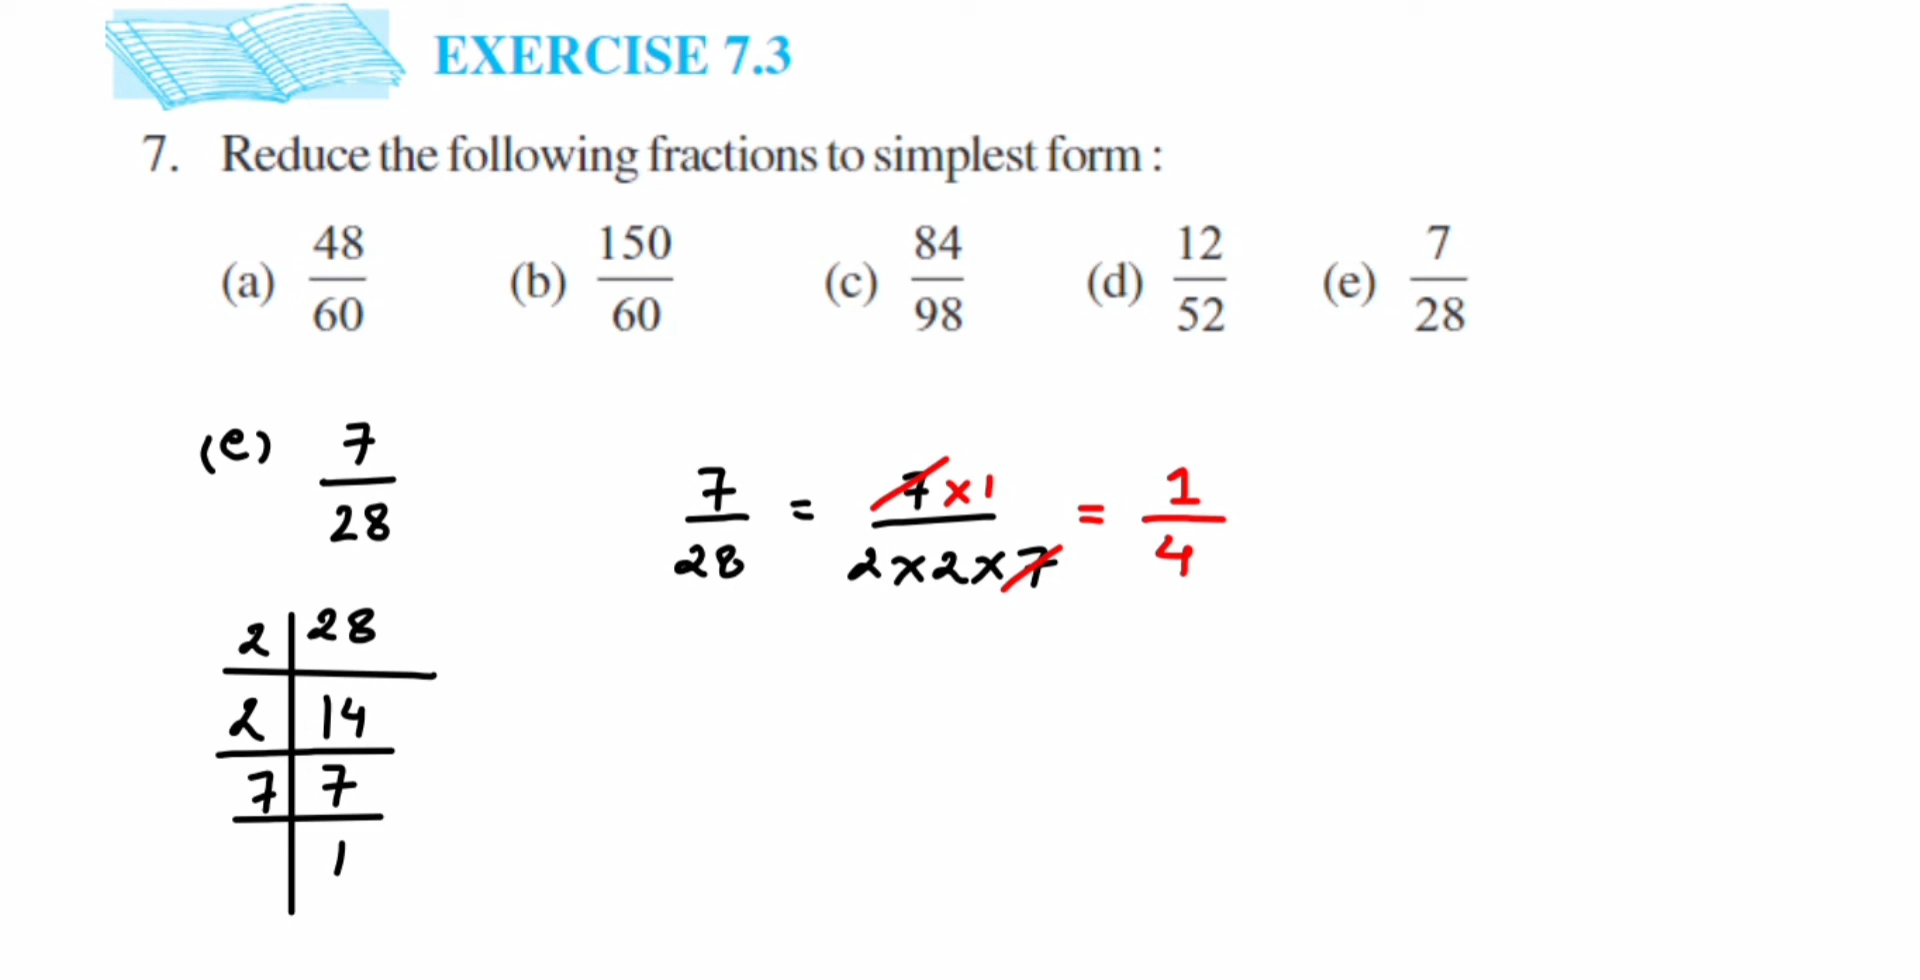 EXERCISE 7.3
7. Reduce the following fractions to simplest form :
(a) 48/60 (b) 150/60 (c) 84/98 (d) 12/52 (e) 7/28
(e) 7/28
7/28 = 7×1/2×2×7 = 1/4
2 | 28
2 | 14
7 | 7
1